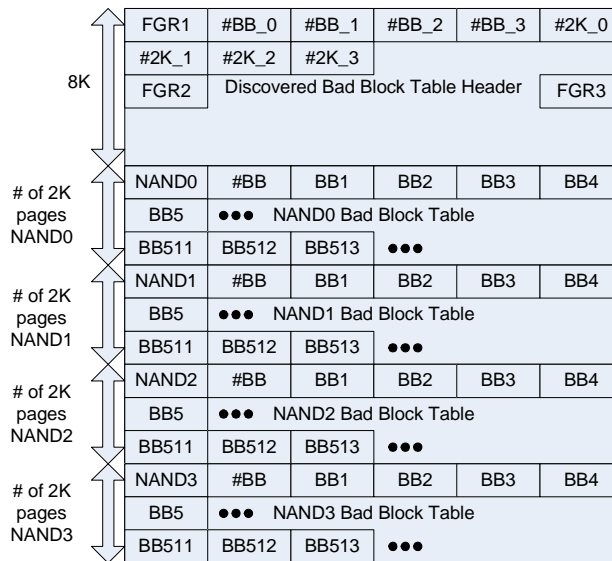 FGR1 #BB_0 #BB_1 #BB_2 #BB_3 #2K_0
#2K_1 #2K_2 #2K_3
8K
FGR2 Discovered Bad Block Table Header FGR3
# of 2K
pages
NAND0
NAND0 #BB BB1 BB2 BB3 BB4
BB5 ●●● NAND0 Bad Block Table
BB511 BB512 BB513 ●●●
# of 2K
pages
NAND1
NAND1 #BB BB1 BB2 BB3 BB4
BB5 ●●● NAND1 Bad Block Table
BB511 BB512 BB513 ●●●
# of 2K
pages
NAND2
NAND2 #BB BB1 BB2 BB3 BB4
BB5 ●●● NAND2 Bad Block Table
BB511 BB512 BB513 ●●●
# of 2K
pages
NAND3
NAND3 #BB BB1 BB2 BB3 BB4
BB5 ●●● NAND3 Bad Block Table
BB511 BB512 BB513 ●●●